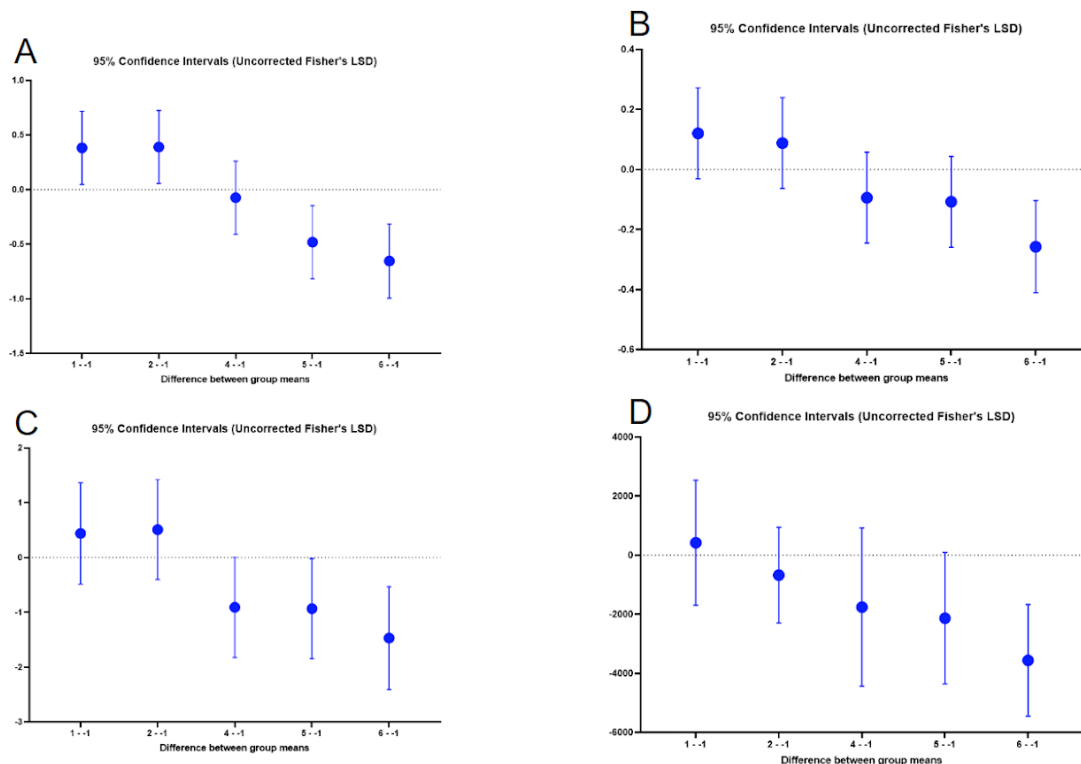 A
95% Confidence Intervals (Uncorrected Fisher's LSD)
1.0
0.5
0.0
-0.5
-1.0
-1.5
1 - -1
2 - -1
4 - -1
5 - -1
6 - -1
Difference between group means
B
95% Confidence Intervals (Uncorrected Fisher's LSD)
0.4
0.2
0.0
-0.2
-0.4
-0.6
1 - -1
2 - -1
4 - -1
5 - -1
6 - -1
Difference between group means
C
95% Confidence Intervals (Uncorrected Fisher's LSD)
2
1
0
-1
-2
-3
1 - -1
2 - -1
4 - -1
5 - -1
6 - -1
Difference between group means
D
95% Confidence Intervals (Uncorrected Fisher's LSD)
4000
2000
0
-2000
-4000
-6000
1 - -1
2 - -1
4 - -1
5 - -1
6 - -1
Difference between group means